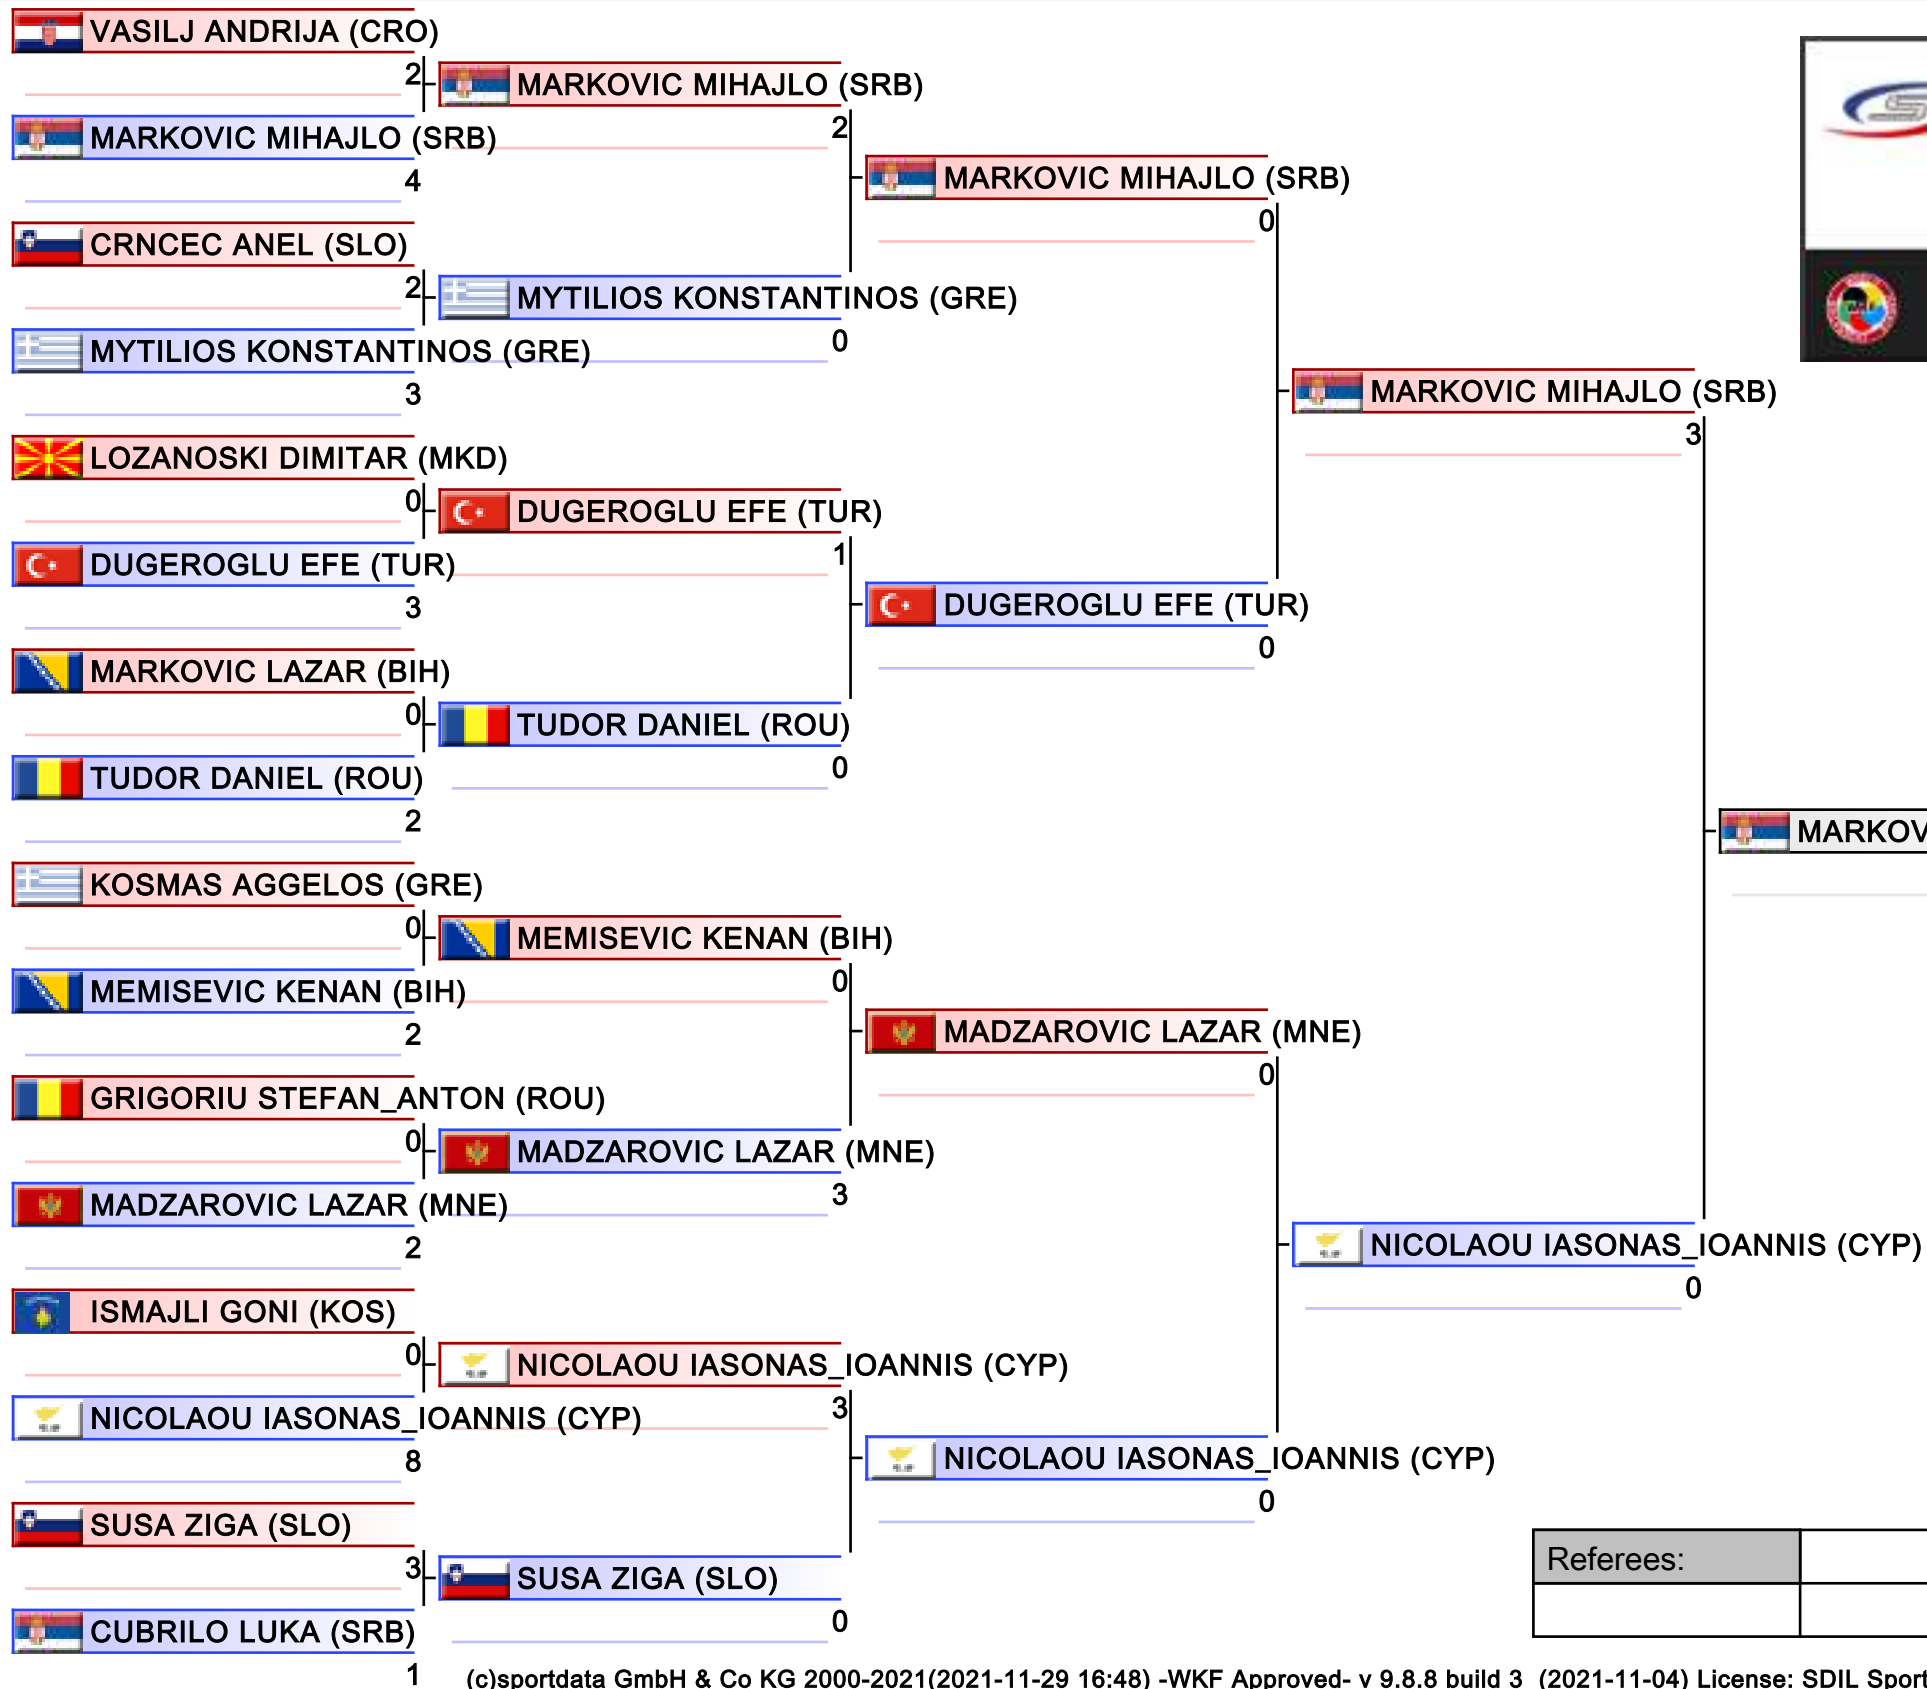 VASILJ ANDRIJA (CRO)
2
MARKOVIC MIHAJLO (SRB)
4
CRNCEC ANEL (SLO)
2
MYTILIOS KONSTANTINOS (GRE)
3
LOZANOSKI DIMITAR (MKD)
0
DUGEROGLU EFE (TUR)
3
MARKOVIC LAZAR (BIH)
0
TUDOR DANIEL (ROU)
2
KOSMAS AGGELOS (GRE)
0
MEMISEVIC KENAN (BIH)
2
GRIGORIU STEFAN_ANTON (ROU)
0
MADZAROVIC LAZAR (MNE)
2
ISMAJLI GONI (KOS)
0
NICOLAOU IASONAS_IOANNIS (CYP)
8
SUSA ZIGA (SLO)
3
CUBRILO LUKA (SRB)
1
MARKOVIC MIHAJLO (SRB)
2
MYTILIOS KONSTANTINOS (GRE)
0
DUGEROGLU EFE (TUR)
1
TUDOR DANIEL (ROU)
0
MEMISEVIC KENAN (BIH)
0
MADZAROVIC LAZAR (MNE)
3
NICOLAOU IASONAS_IOANNIS (CYP)
3
SUSA ZIGA (SLO)
0
MARKOVIC MIHAJLO (SRB)
0
DUGEROGLU EFE (TUR)
0
MADZAROVIC LAZAR (MNE)
0
NICOLAOU IASONAS_IOANNIS (CYP)
0
MARKOVIC MIHAJLO (SRB)
3
NICOLAOU IASONAS_IOANNIS (CYP)
0
MARKOV
Referees:
(c)sportdata GmbH & Co KG 2000-2021(2021-11-29 16:48) -WKF Approved- v 9.8.8 build 3 (2021-11-04) License: SDIL Sport